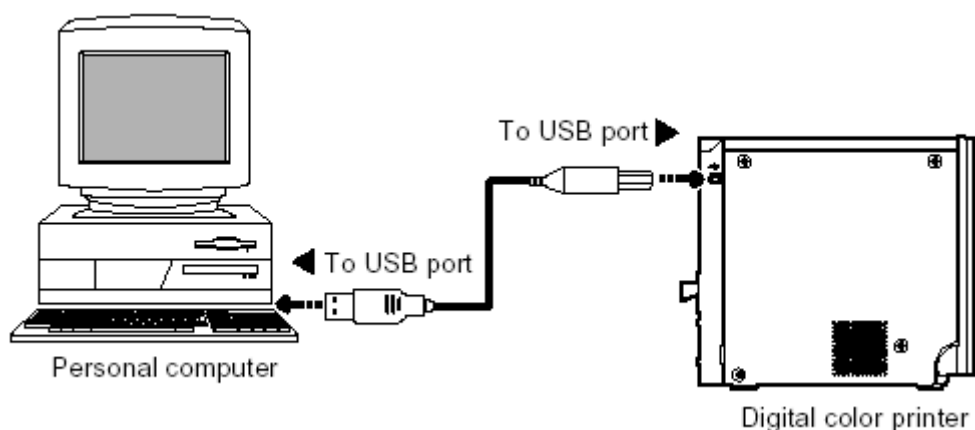 To USB port ▶
◀ To USB port
Personal computer
Digital color printer